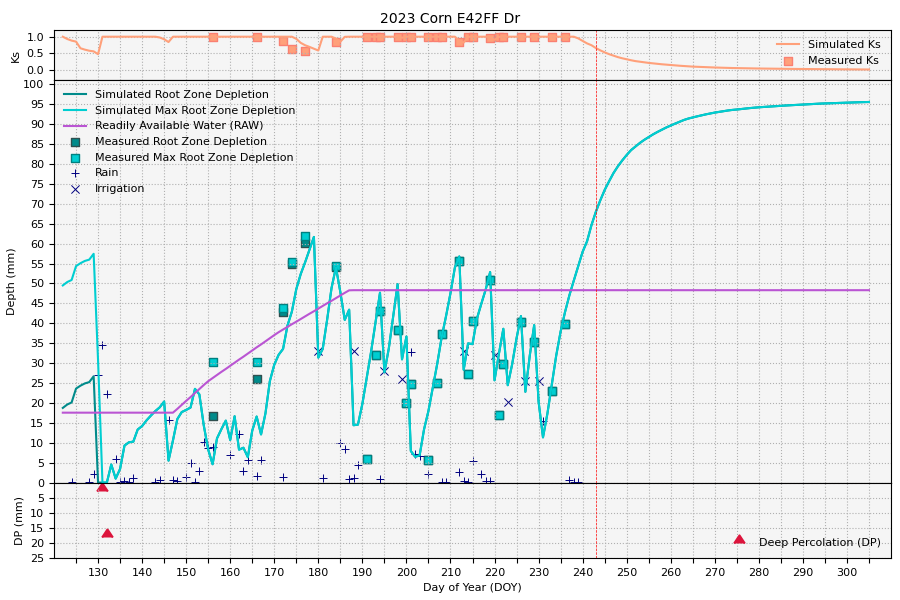 2023 Corn E42FF Dr
1.0
0.5
0.0
Ks
Simulated Ks
Measured Ks
100
95
90
85
80
75
70
65
60
55
50
45
40
35
30
25
20
15
10
5
0
Depth (mm)
Simulated Root Zone Depletion
Simulated Max Root Zone Depletion
Readily Available Water (RAW)
Measured Root Zone Depletion
Measured Max Root Zone Depletion
Rain
Irrigation
5
10
15
20
25
DP (mm)
Deep Percolation (DP)
130 140 150 160 170 180 190 200 210 220 230 240 250 260 270 280 290 300
Day of Year (DOY)